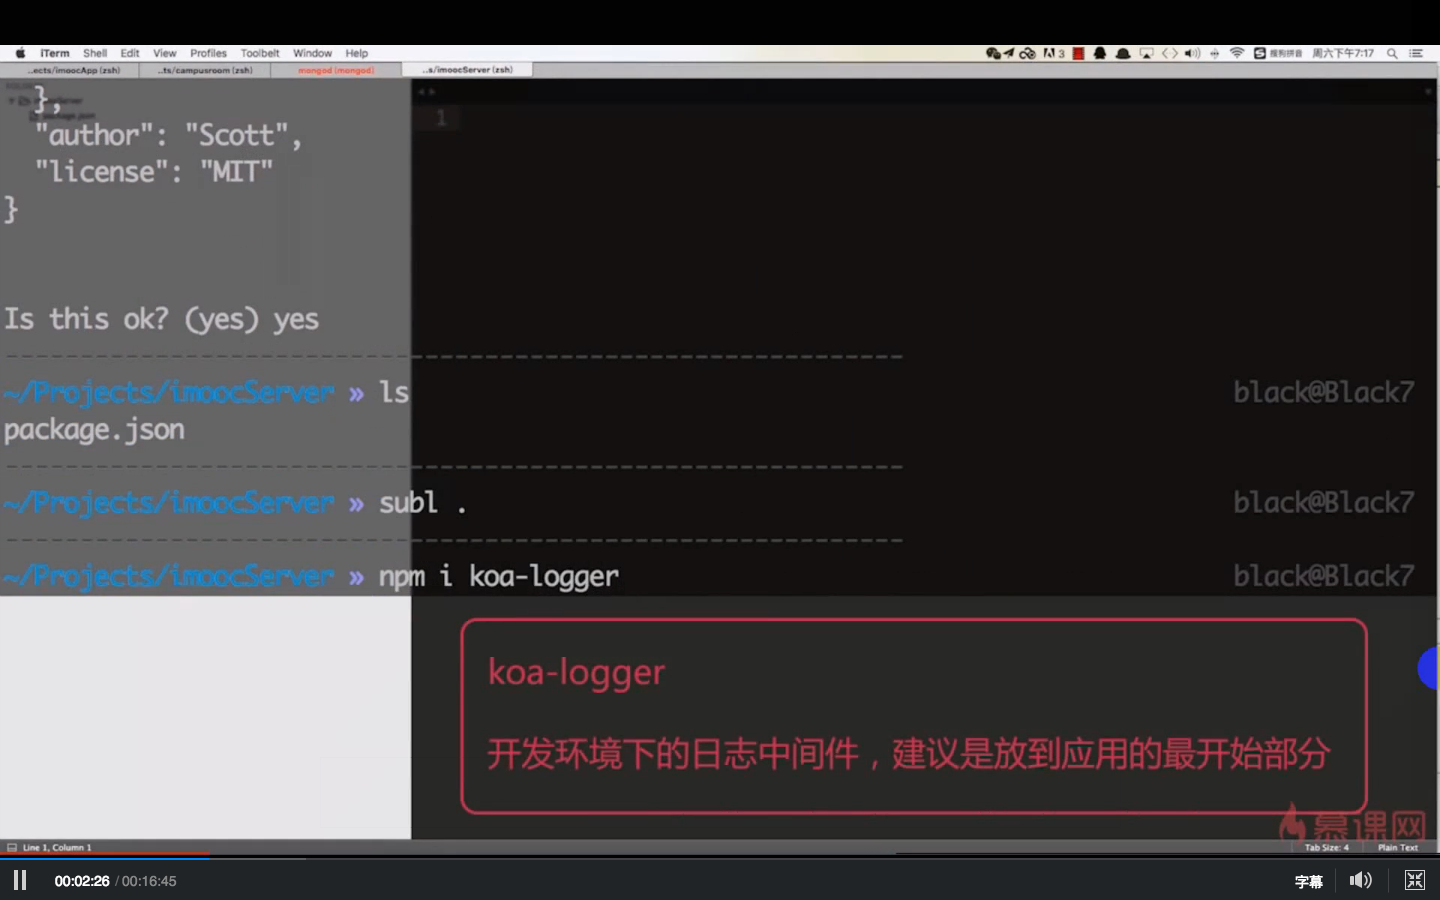 iTerm Shell Edit View Profiles Toolbelt Window Help
3 搜狗拼音 周六下午7:17
..ects/imoocApp (zsh) ..ts/campusroom (zsh) mongod (mongod) ..s/imoocServer (zsh)
},
1
"author": "Scott",
"license": "MIT"
}
Is this ok? (yes) yes
~/Projects/imoocServer » ls black@Black7
package.json
~/Projects/imoocServer » subl . black@Black7
~/Projects/imoocServer » npm i koa-logger black@Black7
koa-logger
开发环境下的日志中间件，建议是放到应用的最开始部分
慕课网
Line 1, Column 1 Tab Size: 4 Plain Text
00:02:26 / 00:16:45 字幕